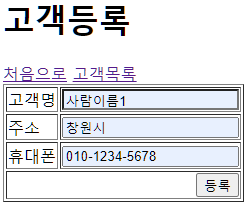 고객등록
처음으로 고객목록
고객명 사람이름1
주소 창원시
휴대폰 010-1234-5678
등록